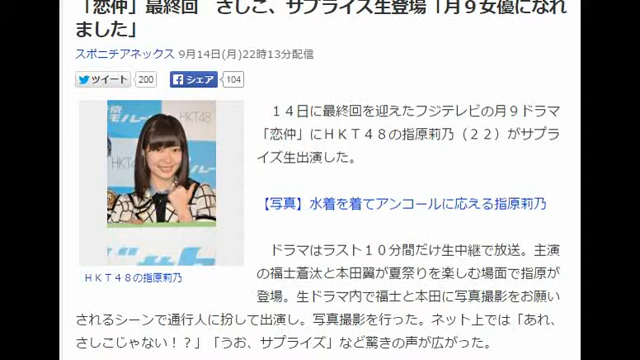 「恋仲」最終回　さしこ、サプライズ生登場「月９女優になれ
ました」
スポニチアネックス 9月14日(月)22時13分配信
ツイート 200 シェア 104
HKT48
HKT
１４日に最終回を迎えたフジテレビの月９ドラマ
「恋仲」にＨＫＴ４８の指原莉乃（２２）がサプラ
イズ生出演した。
【写真】水着を着てアンコールに応える指原莉乃
ＨＫＴ４８の指原莉乃
ドラマはラスト１０分間だけ生中継で放送。主演
の福士蒼汰と本田翼が夏祭りを楽しむ場面で指原が
登場。生ドラマ内で福士と本田に写真撮影をお願い
されるシーンで通行人に扮して出演し。写真撮影を行った。ネット上では「あれ、
さしこじゃない！？」「うお、サプライズ」など驚きの声が広がった。